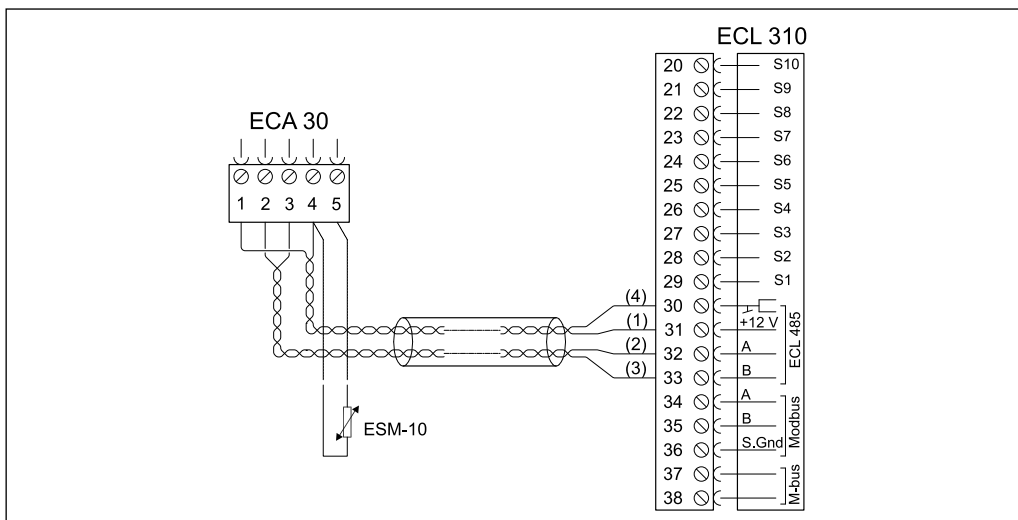 ECL 310
20 S10
21 S9
22 S8
ECA 30
23 S7
24 S6
25 S5
1 2 3 4 5
26 S4
27 S3
28 S2
29 S1
(4) 30
(1) 31 +12 V
(2) 32 A
(3) 33 B
ECL 485
34 A
35 B
36 S.Gnd
Modbus
ESM-10
37
38
M-bus